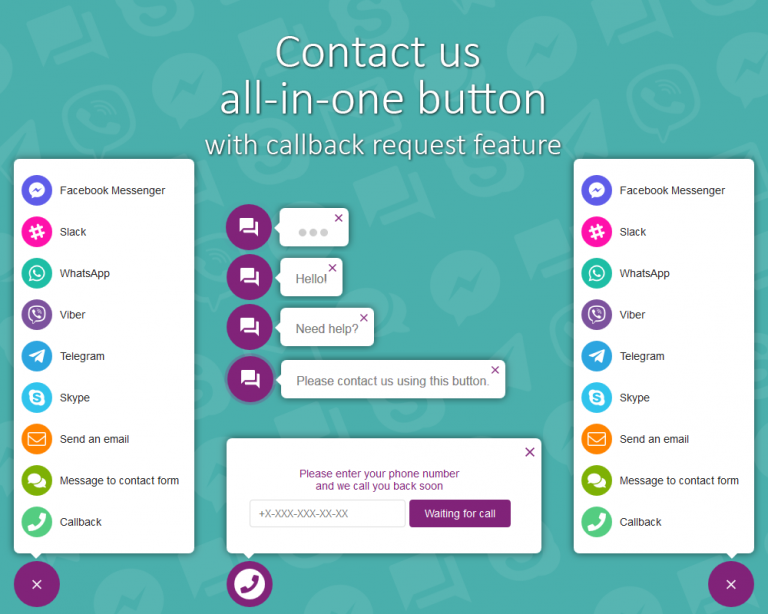 Contact us
all-in-one button
with callback request feature
Facebook Messenger
Slack
WhatsApp
Viber
Telegram
Skype
Send an email
Message to contact form
Callback
Hello!
Need help?
Please contact us using this button.
Please enter your phone number
and we call you back soon
+X-XXX-XXX-XX-XX
Waiting for call
Facebook Messenger
Slack
WhatsApp
Viber
Telegram
Skype
Send an email
Message to contact form
Callback